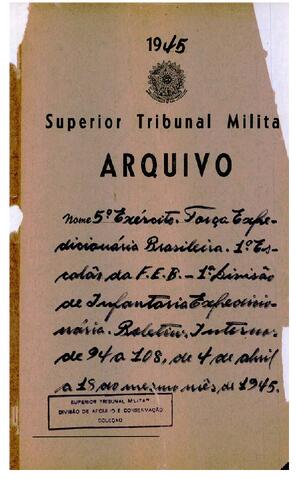 1945
Superior Tribunal Milita
ARQUIVO
Nome 5º Exército. Força Expe-
dicionária Brasileira. 1º Es-
calão da F.E.B. - 1ª Divisão
de Infantaria Expedicio-
nária. Boletim Interno.
de 94 a 108, de 4 de abril
a 18 do mesmo mês, de 1945.
SUPERIOR TRIBUNAL MILITAR
DIVISÃO DE ARQUIVO E CONSERVAÇÃO
COLEÇÃO